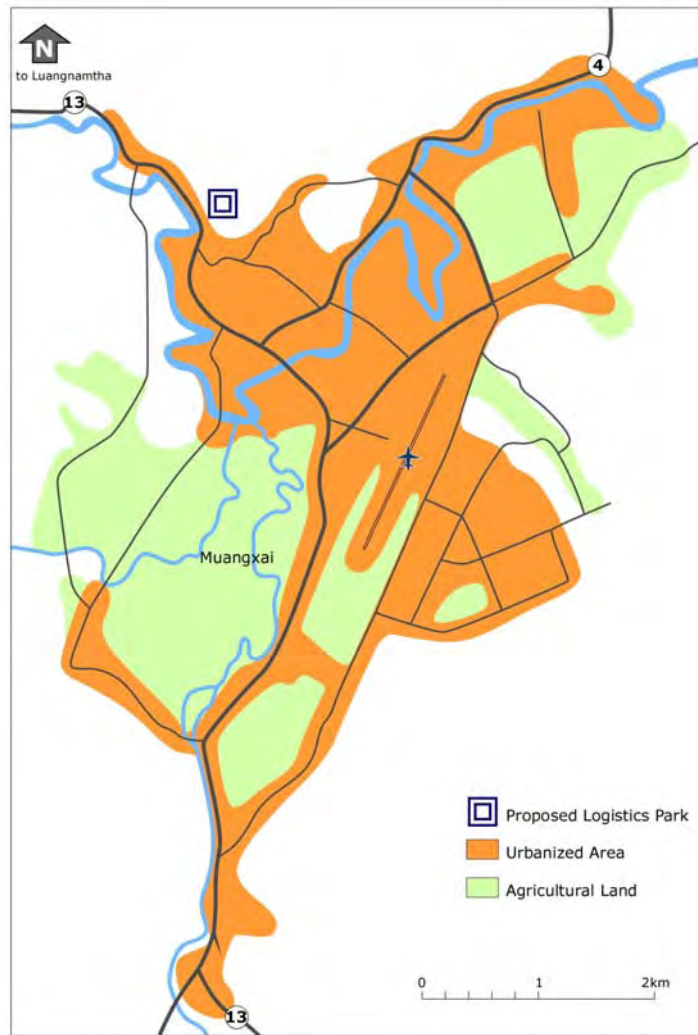 N
to Luangnamtha
13
4
Muangxai
Proposed Logistics Park
Urbanized Area
Agricultural Land
0 1 2km
13